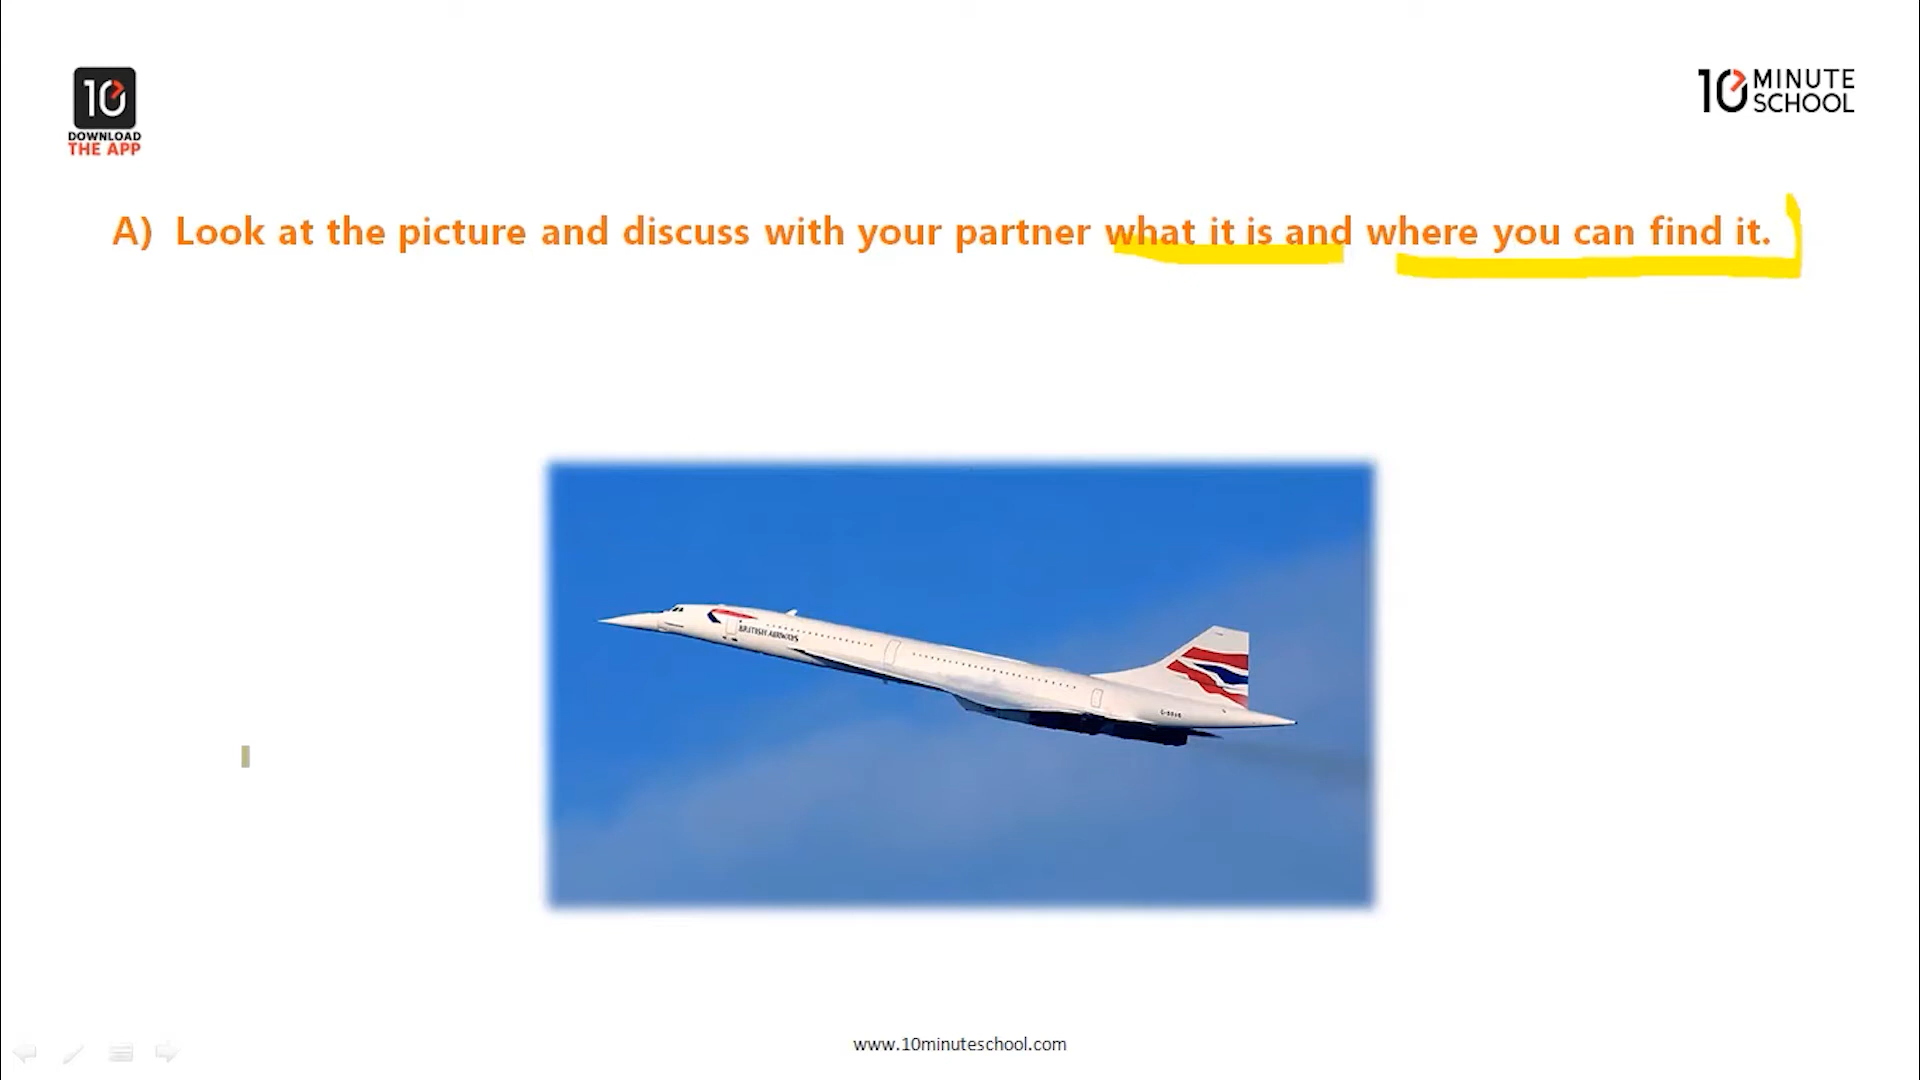 10
DOWNLOAD
THE APP
10 MINUTE
SCHOOL
A) Look at the picture and discuss with your partner what it is and where you can find it.
BRITISH AIRWAYS
www.10minuteschool.com